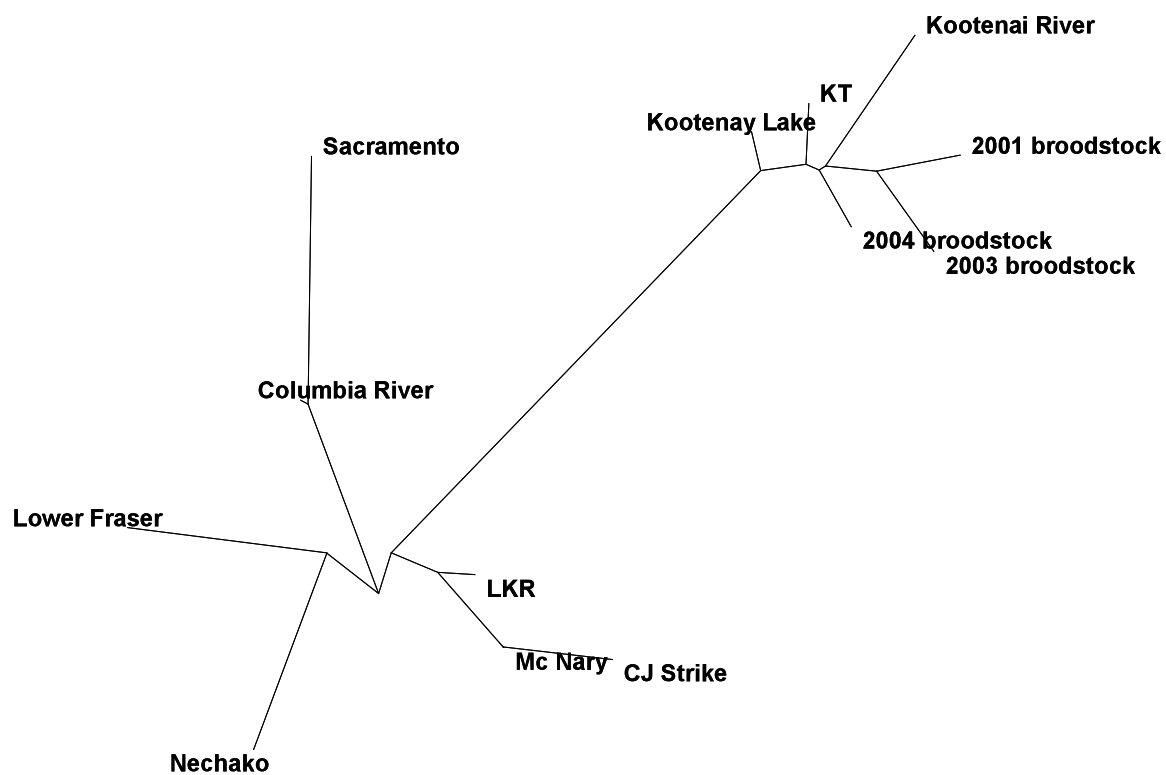 Kootenai River
KT
Kootenay Lake
Sacramento
2001 broodstock
2004 broodstock
2003 broodstock
Columbia River
Lower Fraser
LKR
Mc Nary
CJ Strike
Nechako